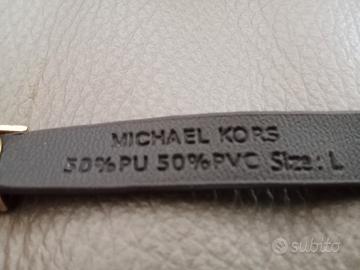 MICHAEL KORS
50%PU 50%PVC Size: L
subito